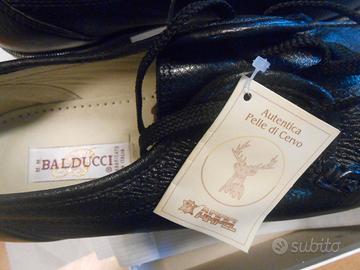 BALDUCCI
Autentica
Pelle di Cervo
subito